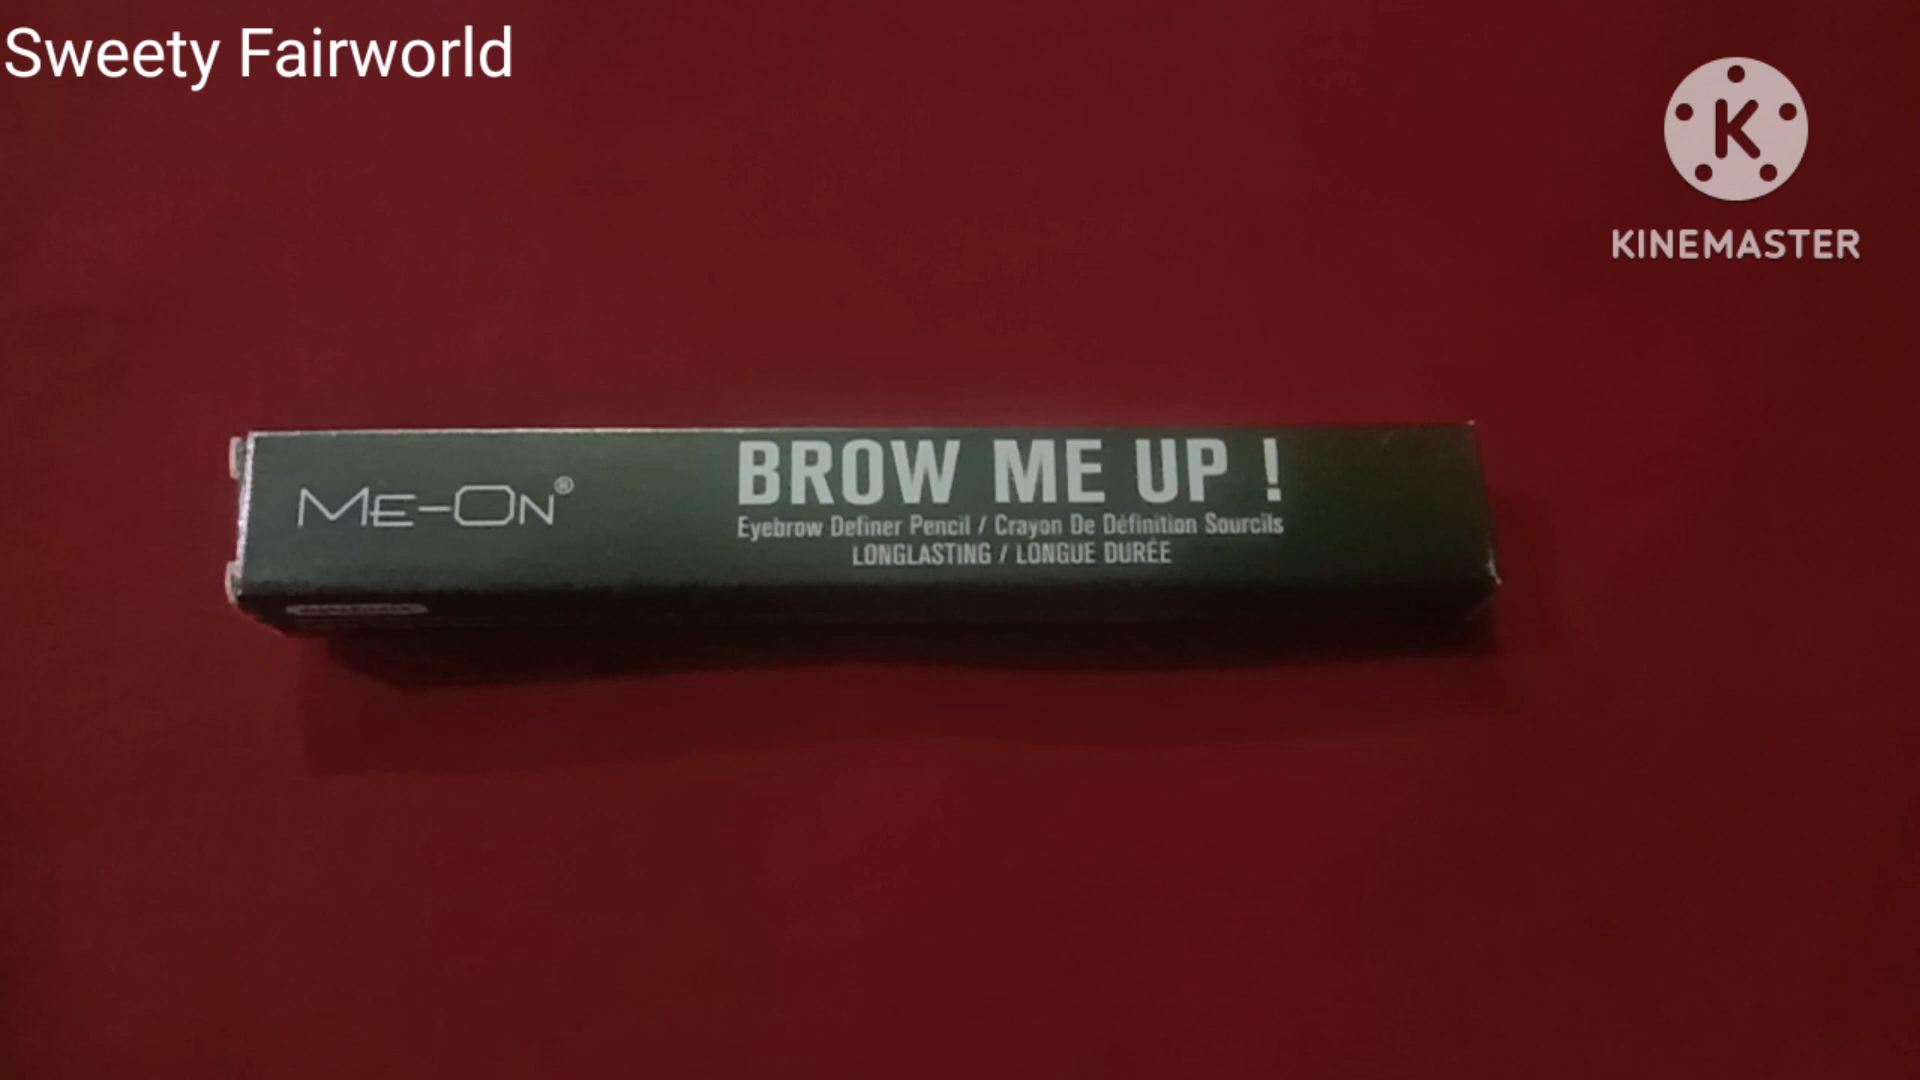 Sweety Fairworld
K
KINEMASTER
ME-ON®
BROW ME UP !
Eyebrow Definer Pencil / Crayon De Définition Sourcils
LONGLASTING / LONGUE DURÉE